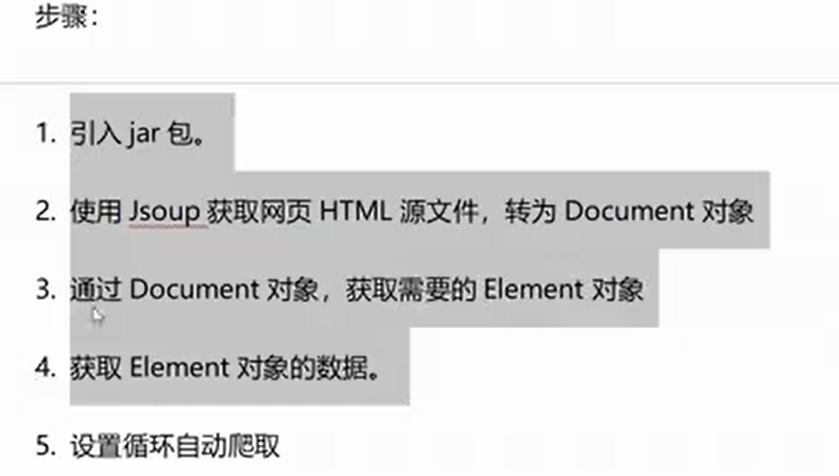 步骤：
1. 引入 jar 包。
2. 使用 Jsoup 获取网页 HTML 源文件，转为 Document 对象
3. 通过 Document 对象，获取需要的 Element 对象
4. 获取 Element 对象的数据。
5. 设置循环自动爬取